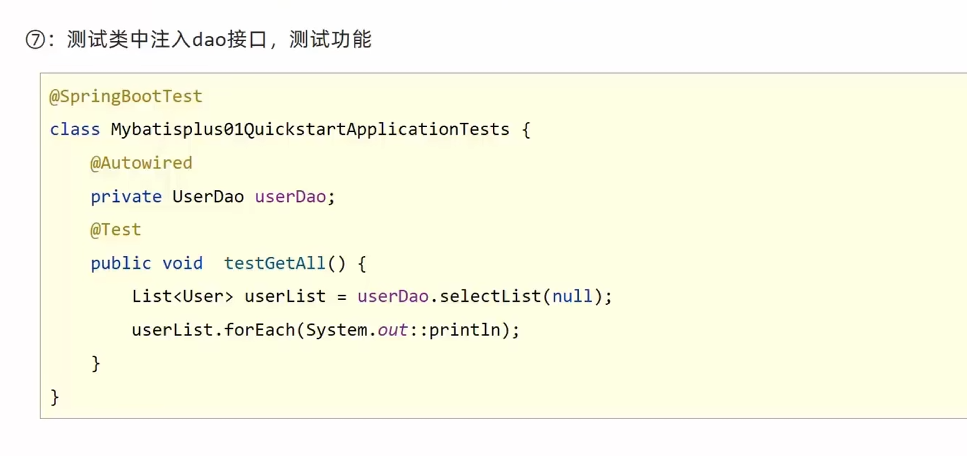 ⑦：测试类中注入dao接口，测试功能
@SpringBootTest
class Mybatisplus01QuickstartApplicationTests {
    @Autowired
    private UserDao userDao;
    @Test
    public void  testGetAll() {
        List<User> userList = userDao.selectList(null);
        userList.forEach(System.out::println);
    }
}